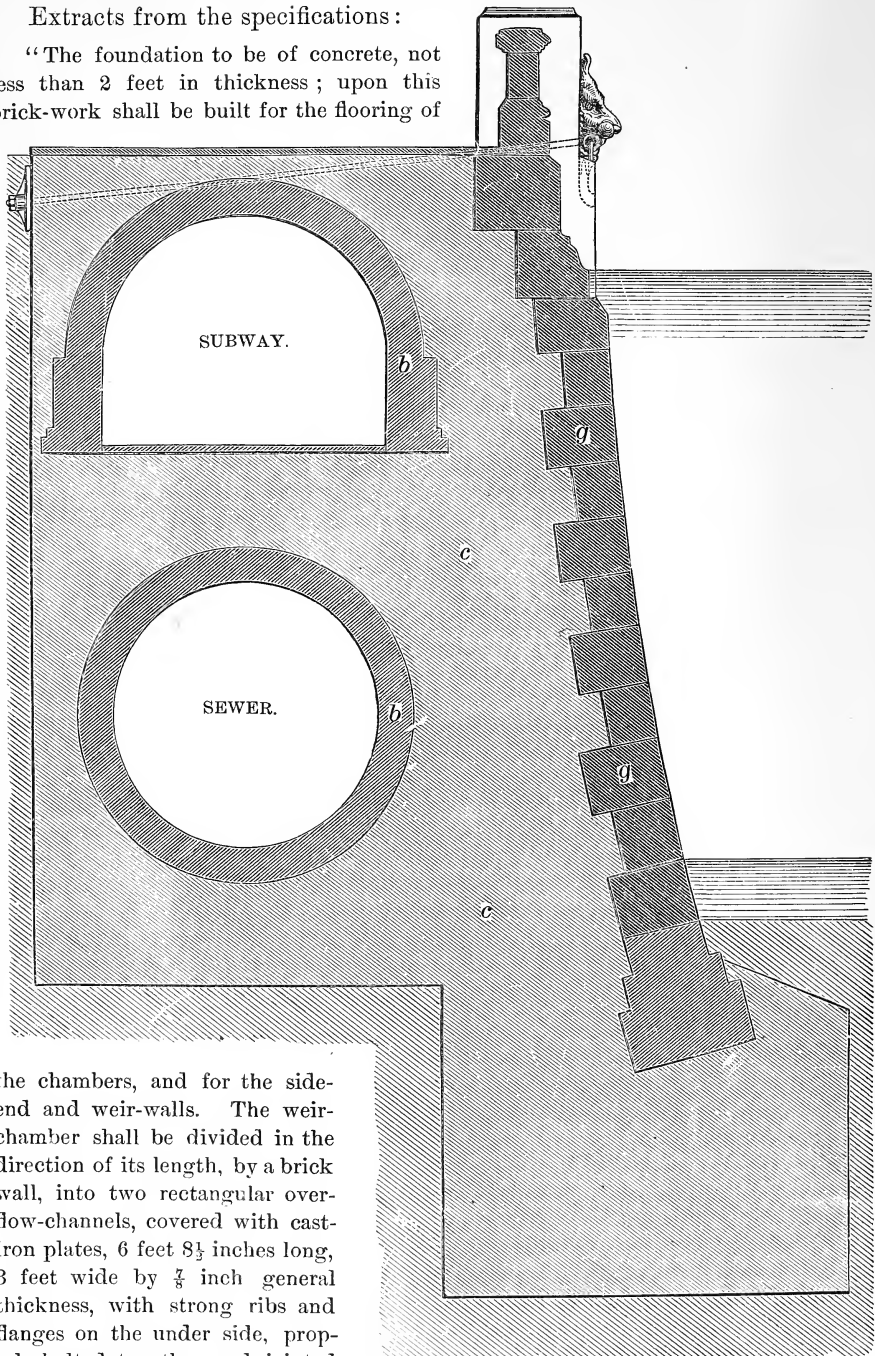 Extracts from the specifications:
"The foundation to be of concrete, not
ess than 2 feet in thickness; upon this
rick-work shall be built for the flooring of
SUBWAY.
b
g
c
SEWER.
b
g
c
the chambers, and for the side-
end and weir-walls. The weir-
chamber shall be divided in the
direction of its length, by a brick
wall, into two rectangular over-
flow-channels, covered with cast-
iron plates, 6 feet 8½ inches long,
3 feet wide by ⅞ inch general
thickness, with strong ribs and
flanges on the under side, prop-